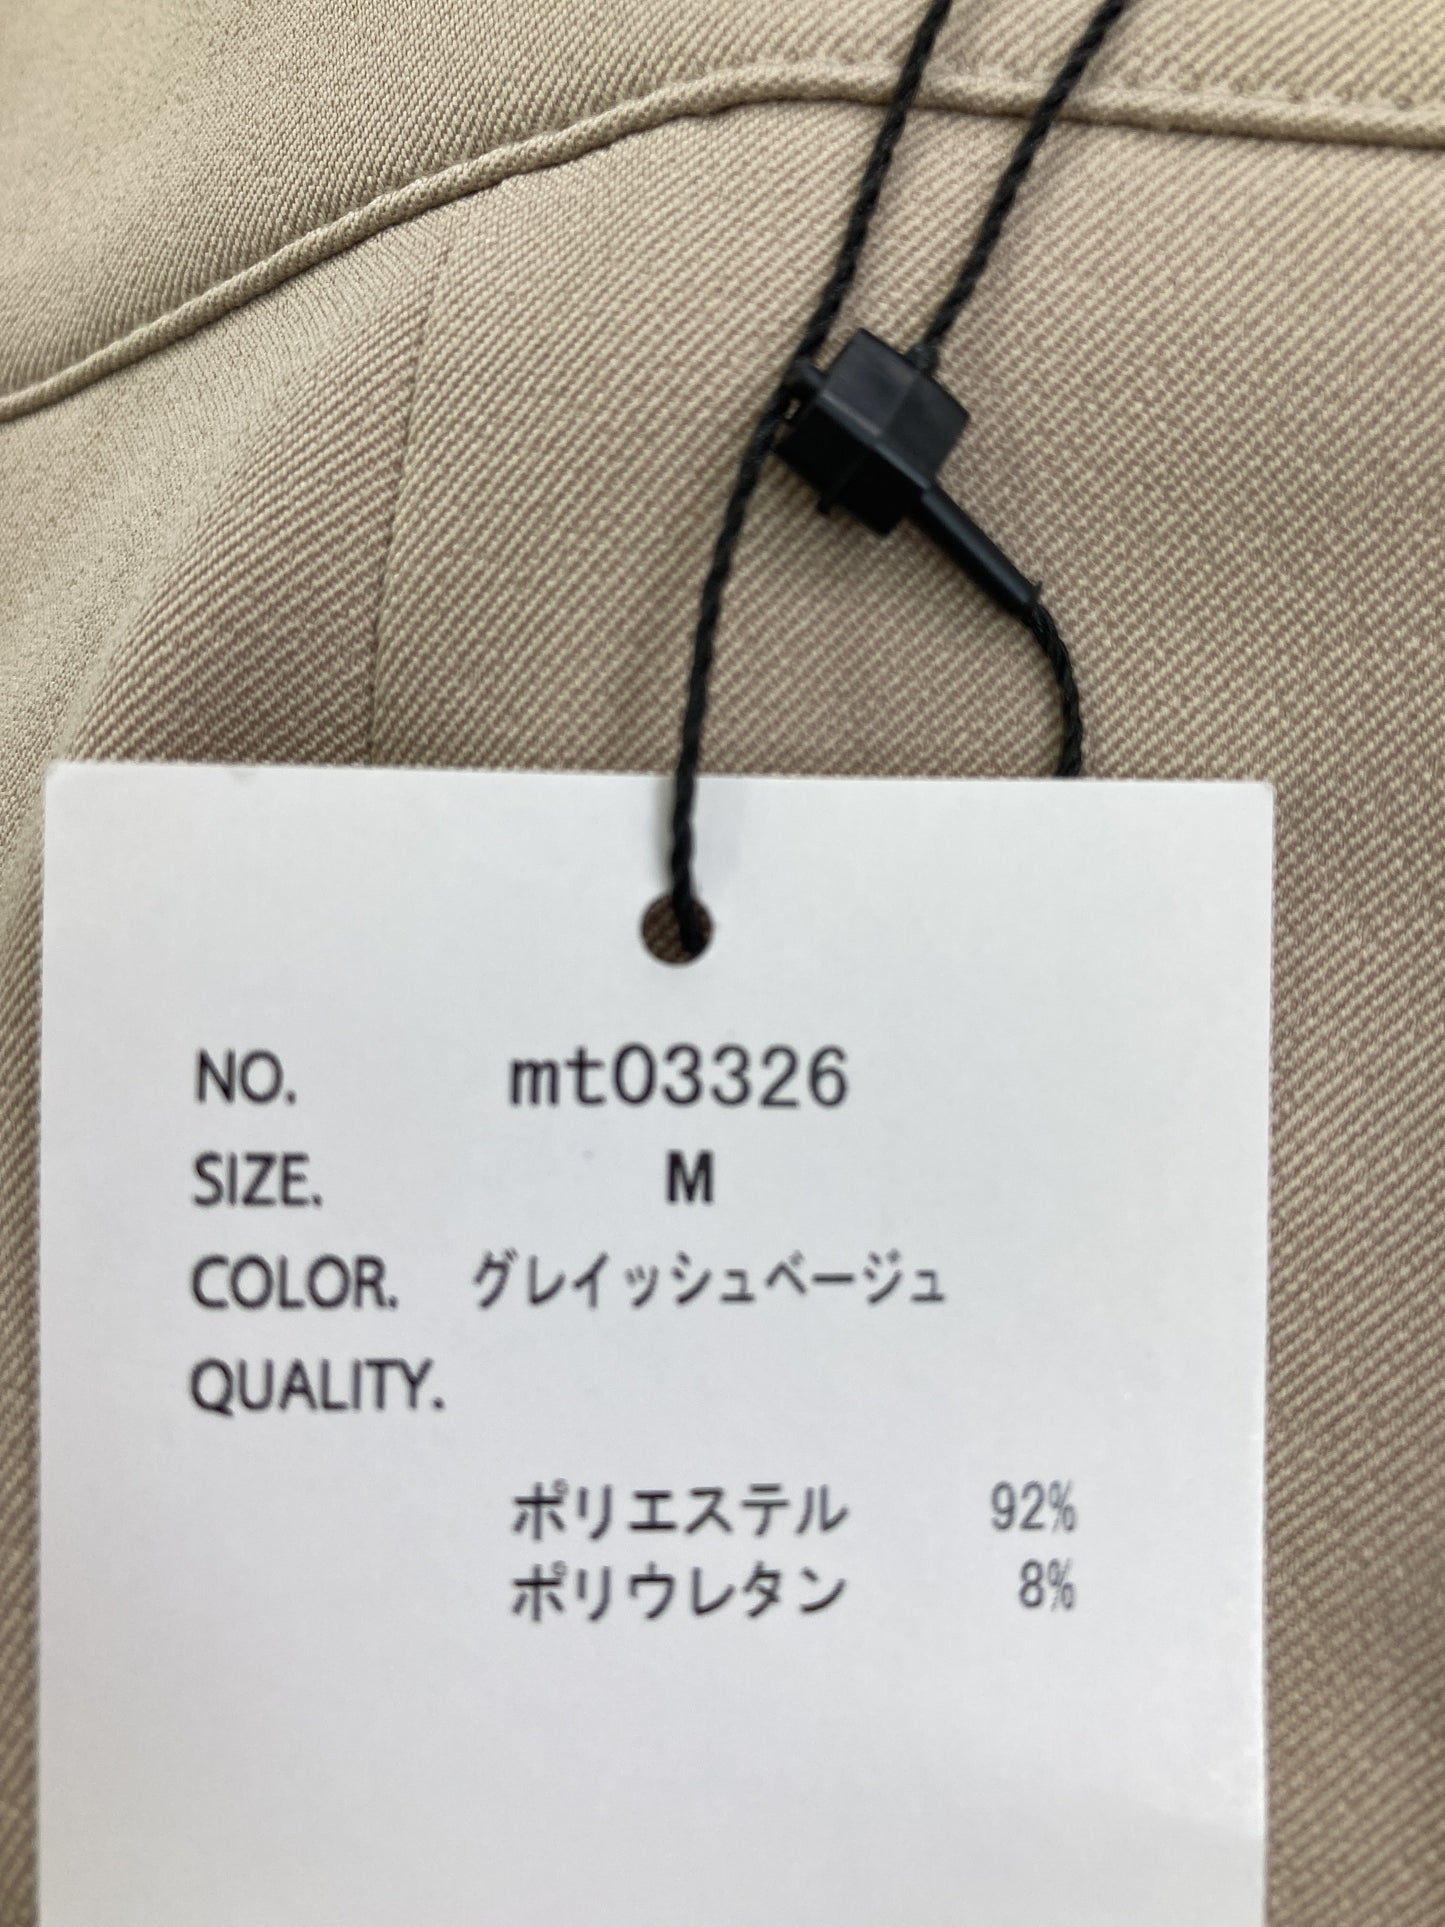 NO. mt03326
SIZE. M
COLOR. グレイッシュベージュ
QUALITY.
ポリエステル 92%
ポリウレタン 8%